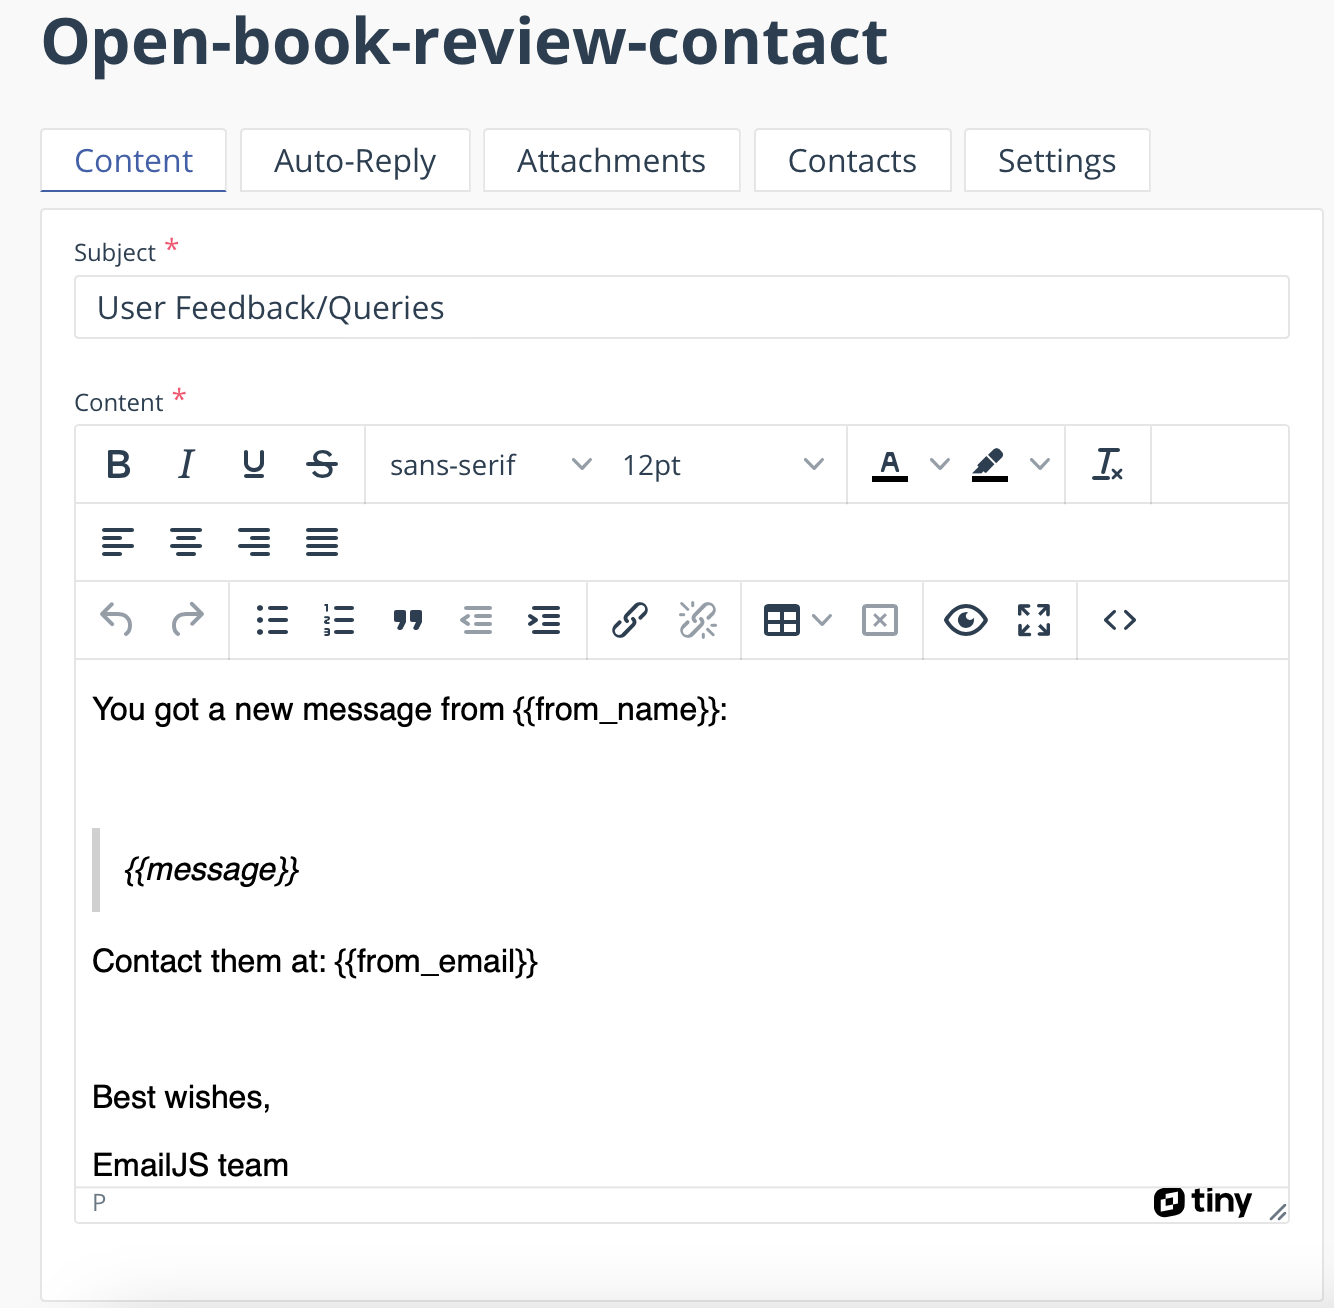 Open-book-review-contact
Content Auto-Reply Attachments Contacts Settings
Subject *
User Feedback/Queries
Content *
B I U S sans-serif 12pt A
You got a new message from {{from_name}}:
{{message}}
Contact them at: {{from_email}}
Best wishes,
EmailJS team
P tiny